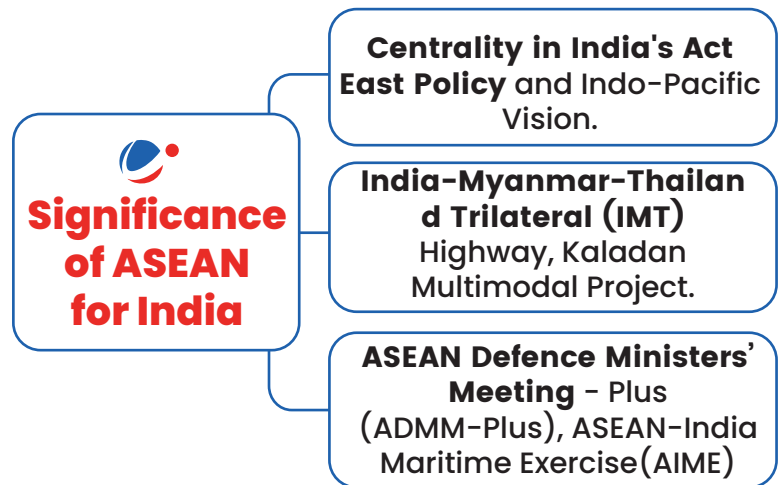 Significance
of ASEAN
for India
Centrality in India's Act
East Policy and Indo-Pacific
Vision.
India-Myanmar-Thailan
d Trilateral (IMT)
Highway, Kaladan
Multimodal Project.
ASEAN Defence Ministers’
Meeting - Plus
(ADMM-Plus), ASEAN-India
Maritime Exercise(AIME)